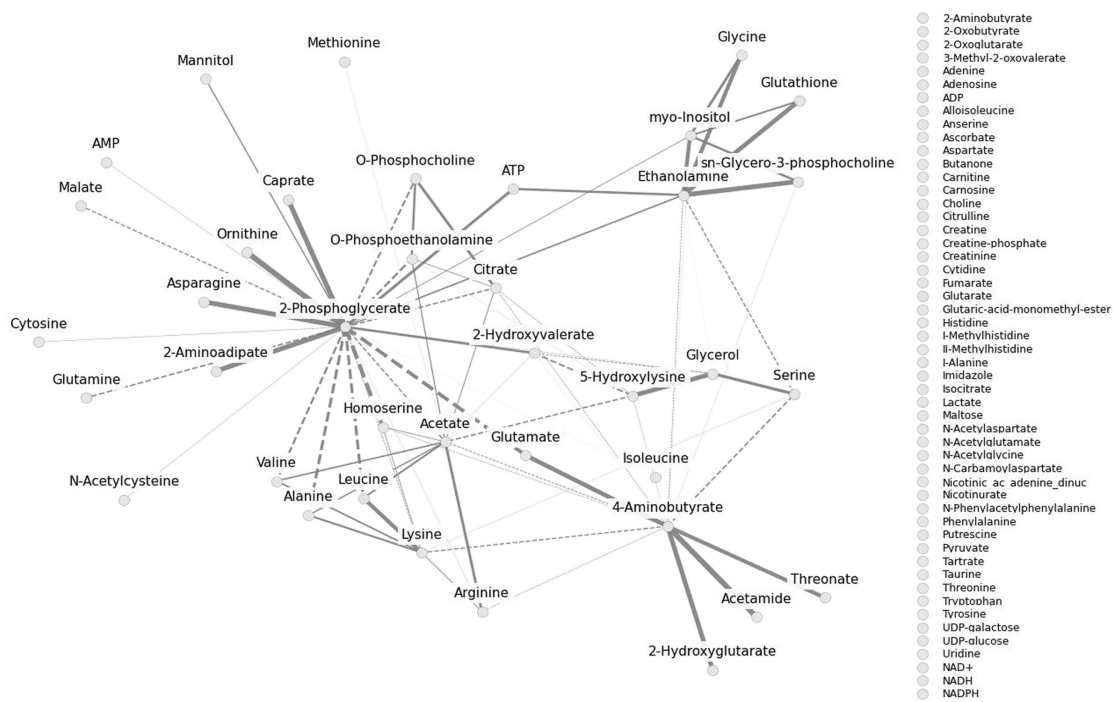 Glycine
Methionine
Mannitol
Glutathione
myo-Inositol
AMP
O-Phosphocholine
sn-Glycero-3-phosphocholine
ATP
Ethanolamine
Malate
Caprate
Ornithine
O-Phosphoethanolamine
Citrate
Asparagine
2-Phosphoglycerate
Cytosine
2-Hydroxyvalerate
2-Aminoadipate
Glycerol
Glutamine
5-Hydroxylysine
Serine
Homoserine
Acetate
Glutamate
Valine
Isoleucine
N-Acetylcysteine
Leucine
Alanine
4-Aminobutyrate
Lysine
Threonate
Arginine
Acetamide
2-Hydroxyglutarate
2-Aminobutyrate
2-Oxobutyrate
2-Oxoglutarate
3-Methyl-2-oxovalerate
Adenine
Adenosine
ADP
Alloisoleucine
Anserine
Ascorbate
Aspartate
Butanone
Carnitine
Carnosine
Choline
Citrulline
Creatine
Creatine-phosphate
Creatinine
Cytidine
Fumarate
Glutarate
Glutaric-acid-monomethyl-ester
Histidine
I-Methylhistidine
II-Methylhistidine
I-Alanine
Imidazole
Isocitrate
Lactate
Maltose
N-Acetylaspartate
N-Acetylglutamate
N-Acetylglycine
N-Carbamoylaspartate
Nicotinic_ac_adenine_dinuc
Nicotinurate
N-Phenylacetylphenylalanine
Phenylalanine
Putrescine
Pyruvate
Tartrate
Taurine
Threonine
Tryptophan
Tyrosine
UDP-galactose
UDP-glucose
Uridine
NAD+
NADH
NADPH